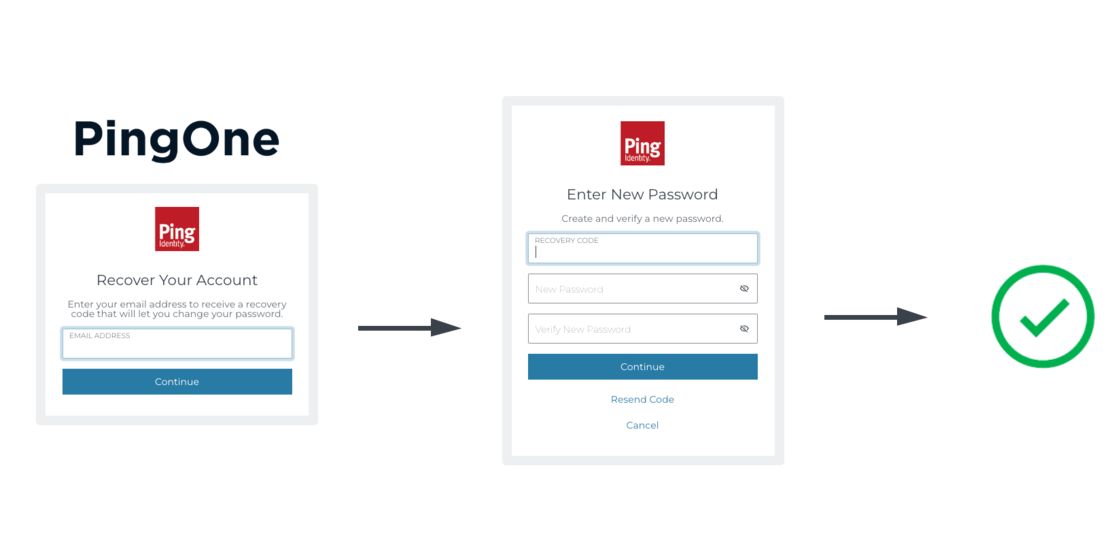 PingOne
Ping
Identity.
Recover Your Account
Enter your email address to receive a recovery
code that will let you change your password.
EMAIL ADDRESS
Continue
Ping
Identity.
Enter New Password
Create and verify a new password.
RECOVERY CODE
New Password
Verify New Password
Continue
Resend Code
Cancel